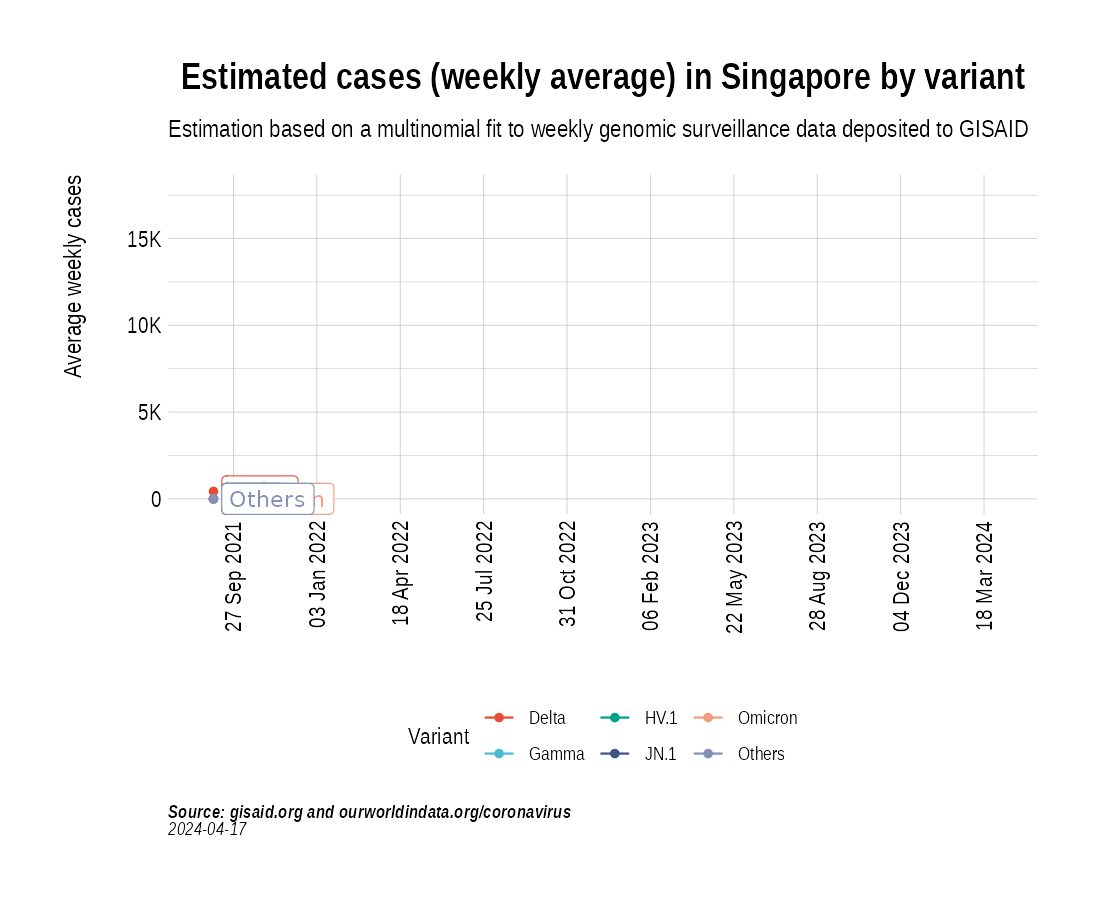 Estimated cases (weekly average) in Singapore by variant
Estimation based on a multinomial fit to weekly genomic surveillance data deposited to GISAID
Average weekly cases
15K
10K
5K
0
Others
n
27 Sep 2021
03 Jan 2022
18 Apr 2022
25 Jul 2022
31 Oct 2022
06 Feb 2023
22 May 2023
28 Aug 2023
04 Dec 2023
18 Mar 2024
Variant
Delta
HV.1
Omicron
Gamma
JN.1
Others
Source: gisaid.org and ourworldindata.org/coronavirus
2024-04-17